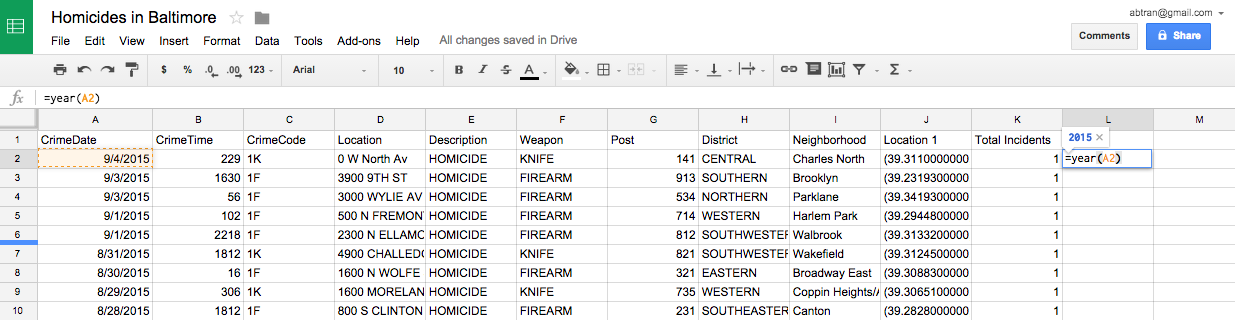 Homicides in Baltimore abtran@gmail.com
File Edit View Insert Format Data Tools Add-ons Help All changes saved in Drive Comments Share
$ % .0 .00 123 Arial 10 B I S A Σ
fx =year(A2)
A B C D E F G H I J K L M
1 CrimeDate CrimeTime CrimeCode Location Description Weapon Post District Neighborhood Location 1 Total Incidents 2015 ×
2 9/4/2015 229 1K 0 W North Av HOMICIDE KNIFE 141 CENTRAL Charles North (39.3110000000 1 =year(A2)
3 9/3/2015 1630 1F 3900 9TH ST HOMICIDE FIREARM 913 SOUTHERN Brooklyn (39.2319300000 1
4 9/3/2015 56 1F 3000 WYLIE AV HOMICIDE FIREARM 534 NORTHERN Parklane (39.3419300000 1
5 9/1/2015 102 1F 500 N FREMON HOMICIDE FIREARM 714 WESTERN Harlem Park (39.2944800000 1
6 9/1/2015 2218 1F 2300 N ELLAMO HOMICIDE FIREARM 812 SOUTHWESTER Walbrook (39.3133200000 1
7 8/31/2015 1812 1K 4900 CHALLEDO HOMICIDE KNIFE 821 SOUTHWESTER Wakefield (39.3124500000 1
8 8/30/2015 16 1F 1600 N WOLFE HOMICIDE FIREARM 321 EASTERN Broadway East (39.3088300000 1
9 8/29/2015 306 1K 1600 MORELAN HOMICIDE KNIFE 735 WESTERN Coppin Heights/ (39.3065100000 1
10 8/28/2015 1812 1F 800 S CLINTON HOMICIDE FIREARM 231 SOUTHEASTER Canton (39.2828000000 1